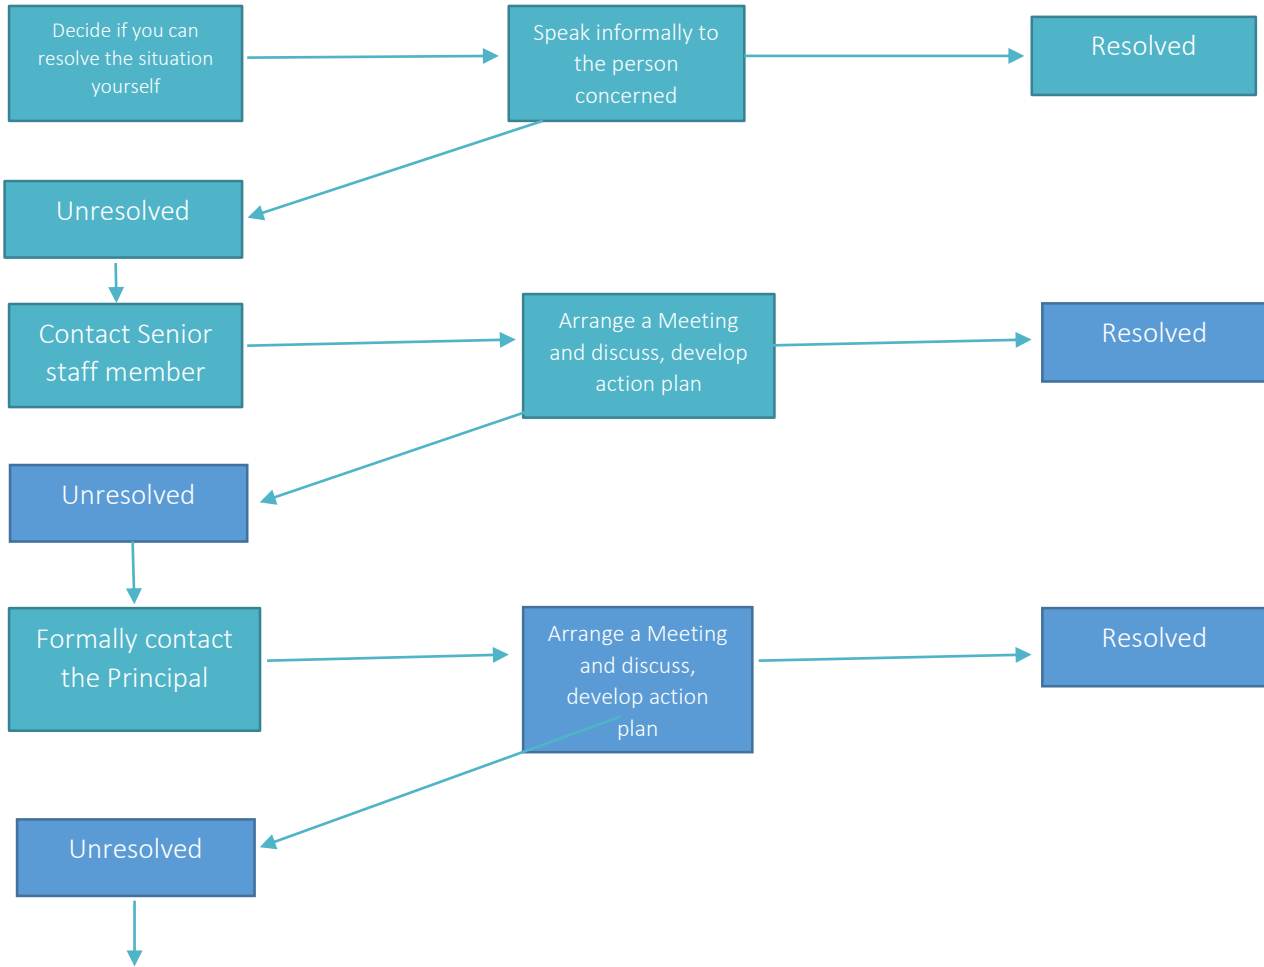 Decide if you can
resolve the situation
yourself
Speak informally to
the person
concerned
Resolved
Unresolved
Contact Senior
staff member
Arrange a Meeting
and discuss, develop
action plan
Resolved
Unresolved
Formally contact
the Principal
Arrange a Meeting
and discuss,
develop action
plan
Resolved
Unresolved